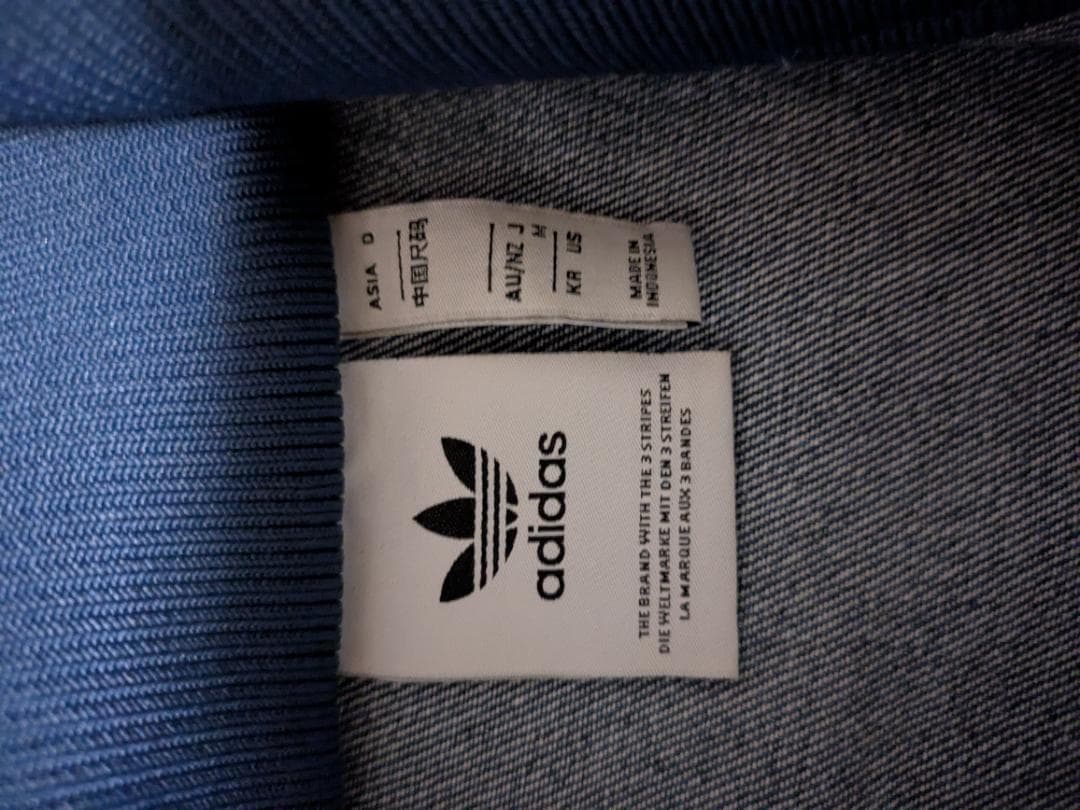 ASIA D
中国尺码
AU/NZ J
M
KR US
MADE IN
INDONESIA
adidas
THE BRAND WITH THE 3 STRIPES
DIE WELTMARKE MIT DEN 3 STREIFEN
LA MARQUE AUX 3 BANDES